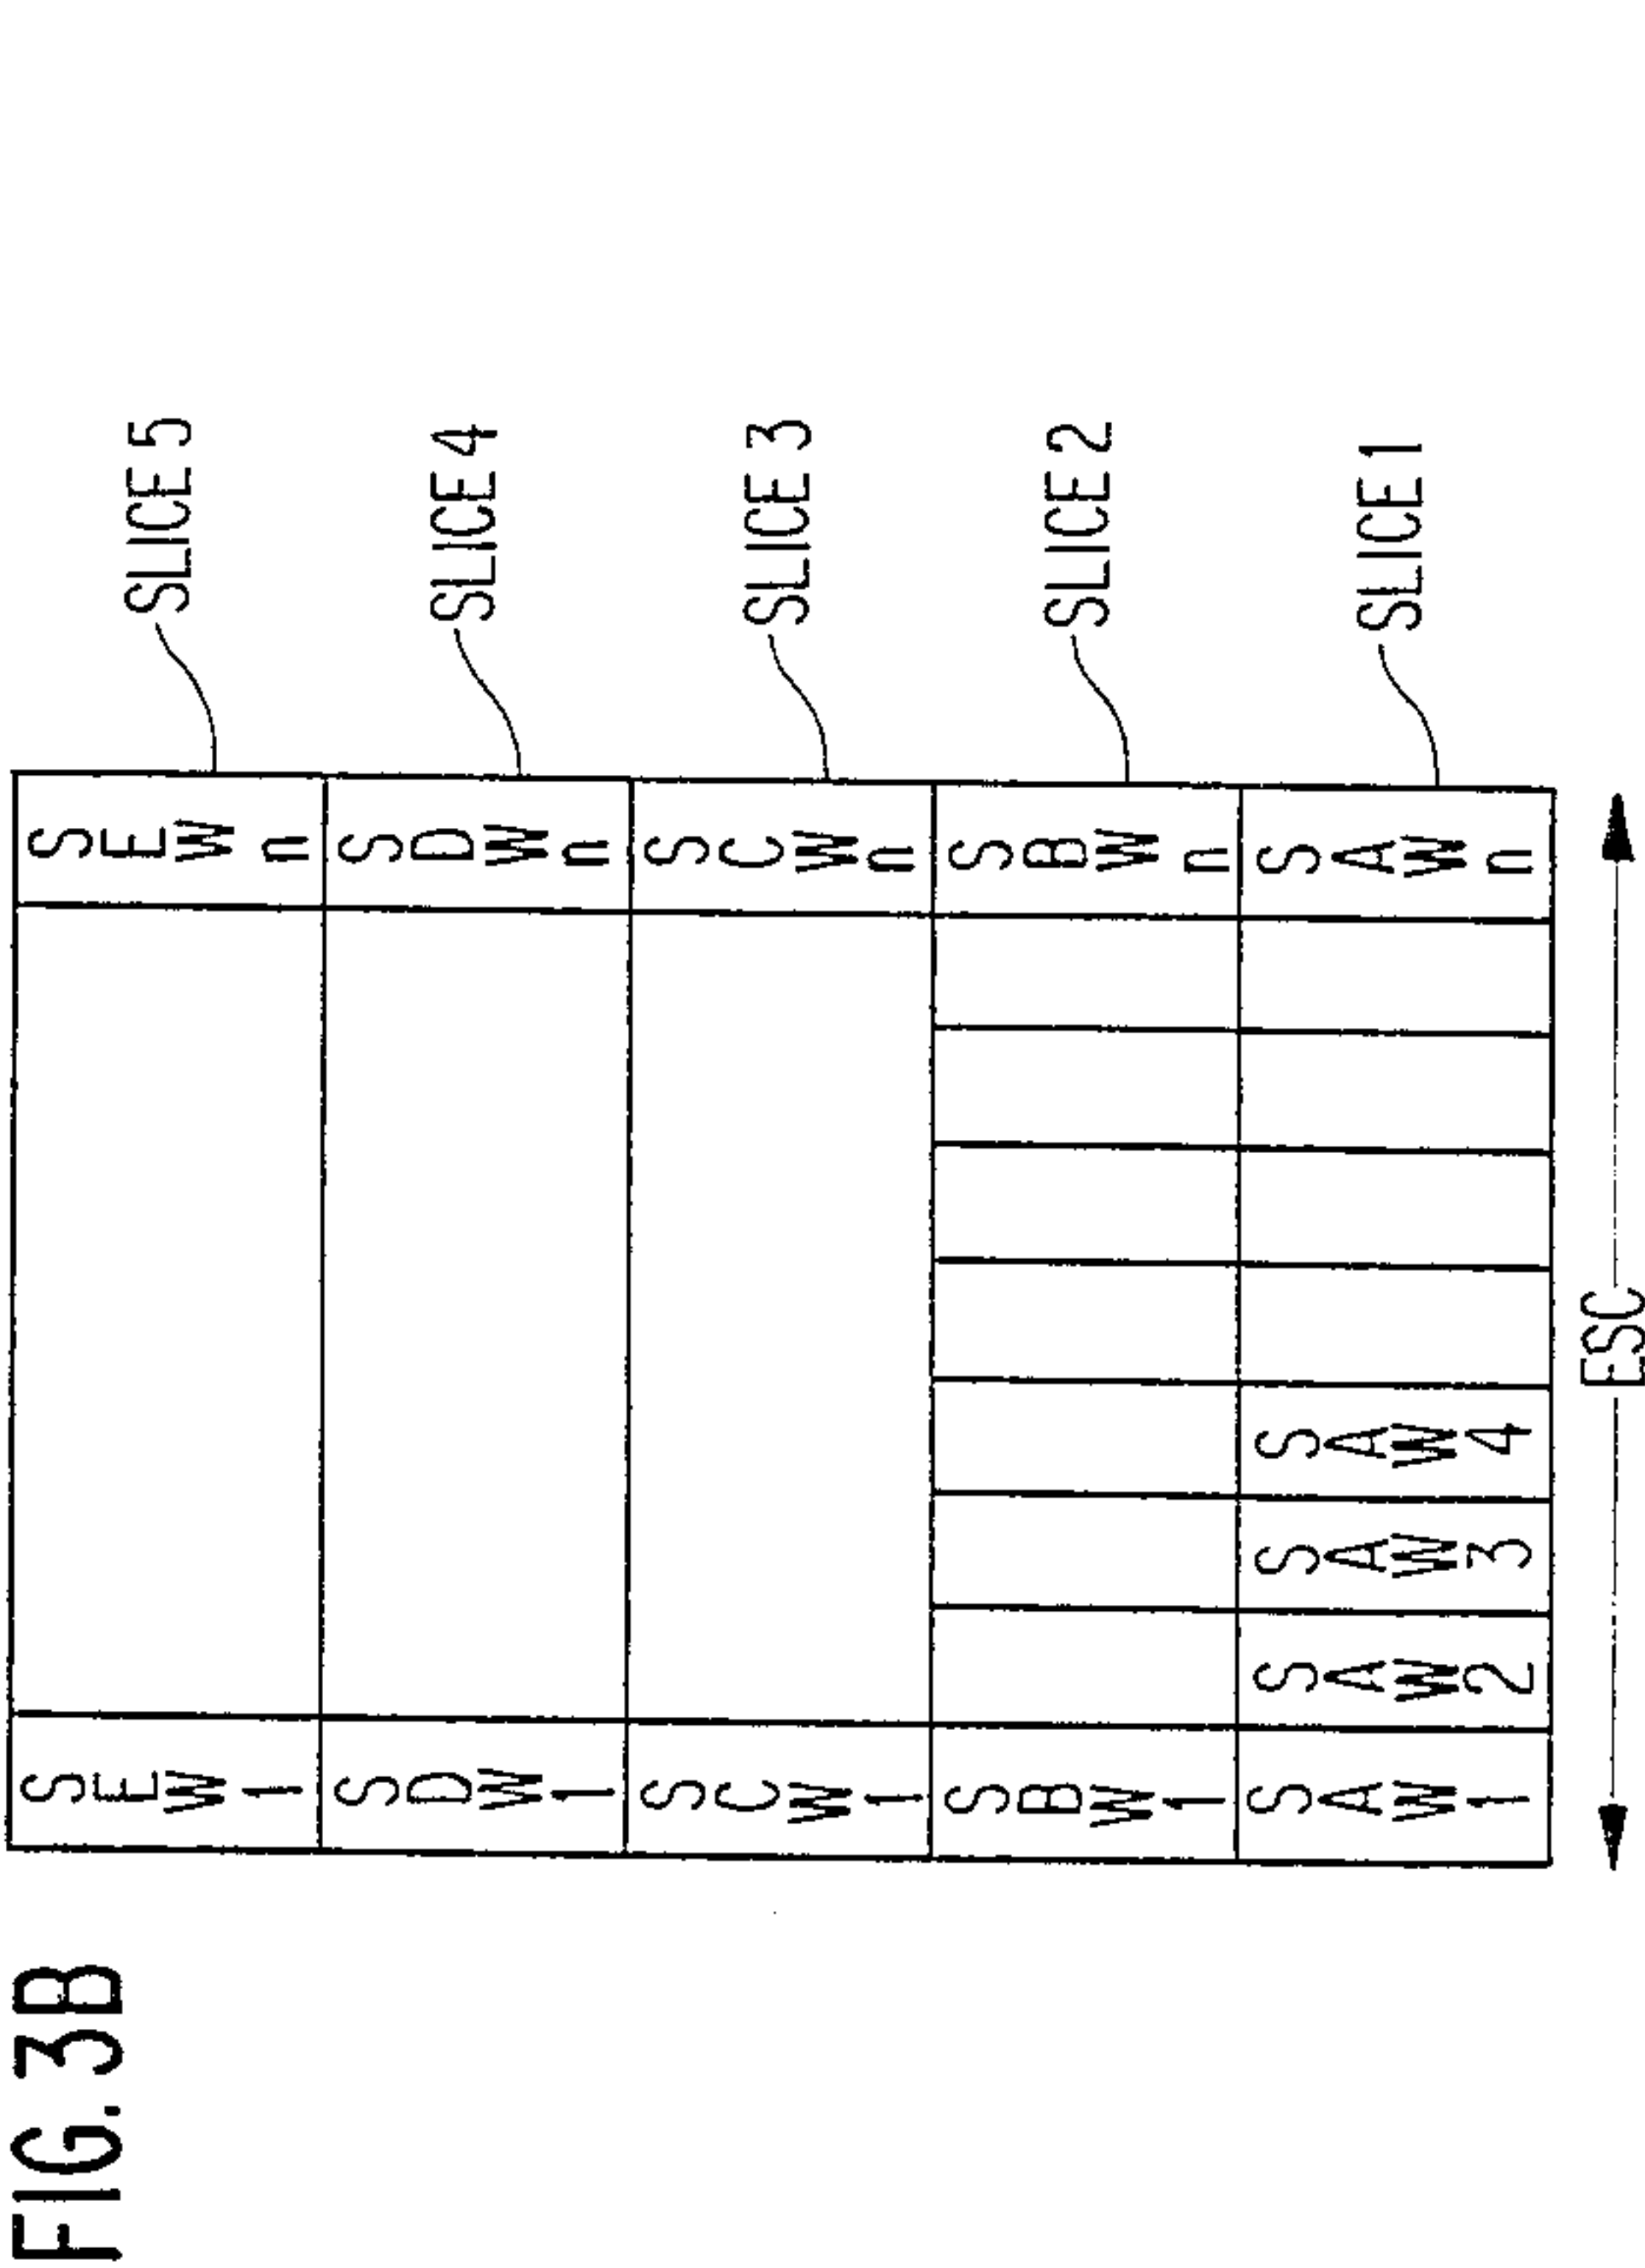 FIG. 3B
SEW1 SEWn SLICE 5
SDW1 SDWn SLICE 4
SCW1 SCWn SLICE 3
SBW1 SBWn SLICE 2
SAW1 SAW2 SAW3 SAW4 SAWn SLICE 1
ESC